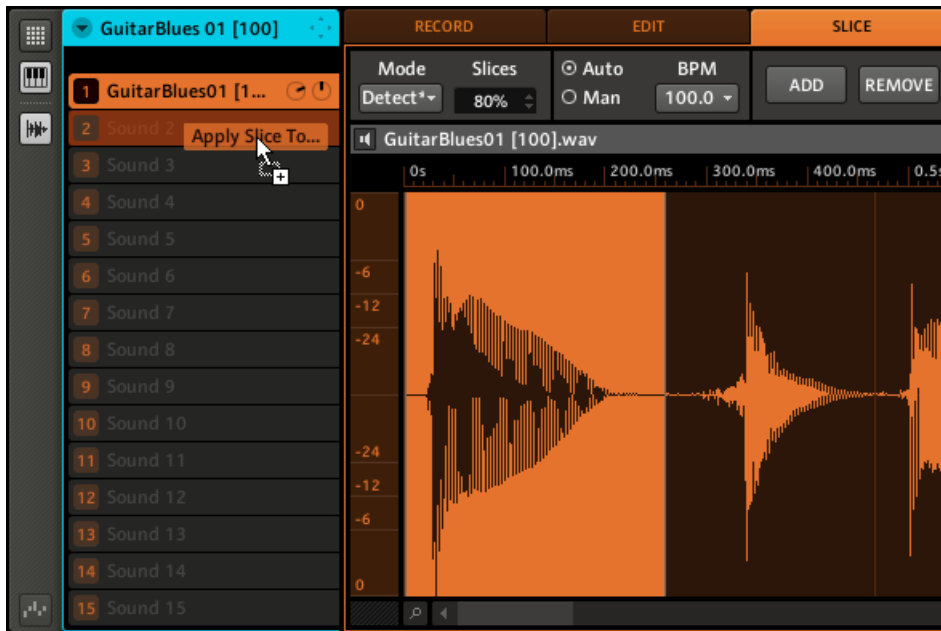 GuitarBlues 01 [100]
RECORD EDIT SLICE
Mode Slices Auto BPM
Detect* 80% Man 100.0 ADD REMOVE
1 GuitarBlues01 [1...
2 Sound 2
Apply Slice To...
3 Sound 3
4 Sound 4
5 Sound 5
6 Sound 6
7 Sound 7
8 Sound 8
9 Sound 9
10 Sound 10
11 Sound 11
12 Sound 12
13 Sound 13
14 Sound 14
15 Sound 15
GuitarBlues01 [100].wav
0s 100.0ms 200.0ms 300.0ms 400.0ms 0.5s
0
-6
-12
-24
-24
-12
-6
0